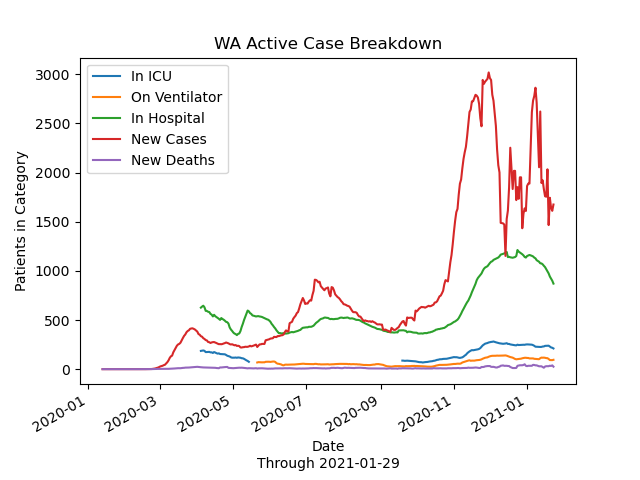 WA Active Case Breakdown
In ICU
On Ventilator
In Hospital
New Cases
New Deaths
Patients in Category
3000
2500
2000
1500
1000
500
0
2020-01
2020-03
2020-05
2020-07
2020-09
2020-11
2021-01
Date
Through 2021-01-29